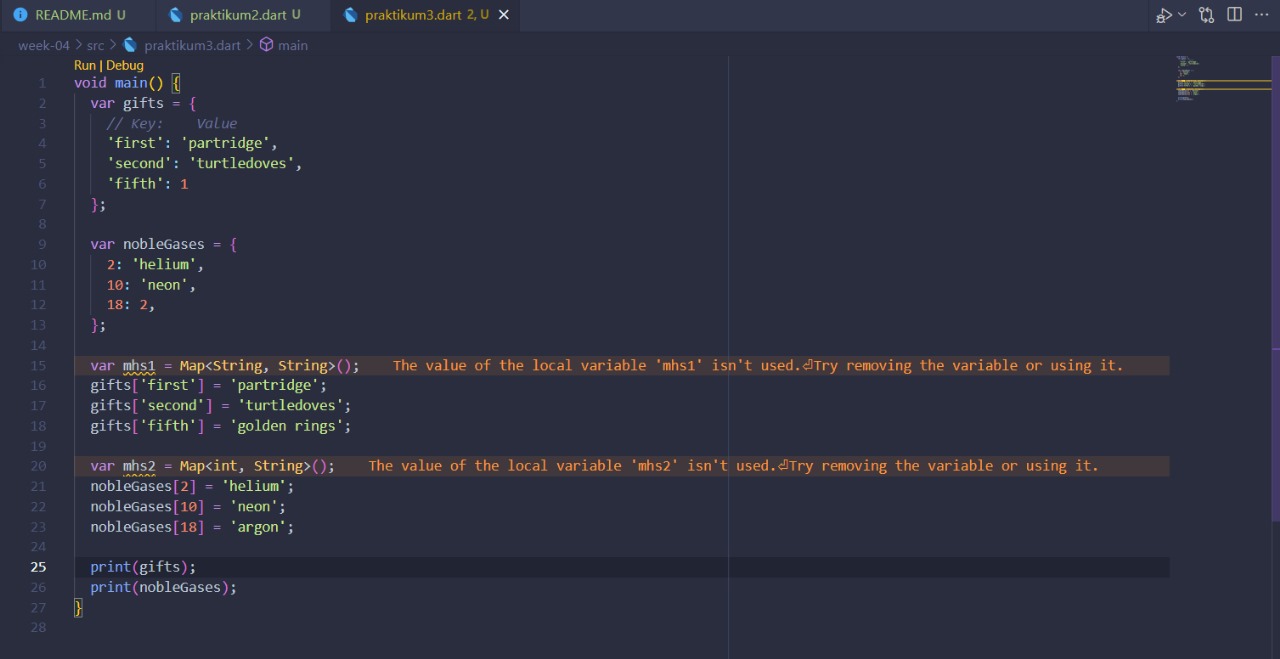 README.md U praktikum2.dart U praktikum3.dart 2, U
week-04 > src > praktikum3.dart > main
Run | Debug
1 void main() {
2 var gifts = {
3 // Key:    Value
4 'first': 'partridge',
5 'second': 'turtledoves',
6 'fifth': 1
7 };
8
9 var nobleGases = {
10 2: 'helium',
11 10: 'neon',
12 18: 2,
13 };
14
15 var mhs1 = Map<String, String>(); The value of the local variable 'mhs1' isn't used.⏎Try removing the variable or using it.
16 gifts['first'] = 'partridge';
17 gifts['second'] = 'turtledoves';
18 gifts['fifth'] = 'golden rings';
19
20 var mhs2 = Map<int, String>(); The value of the local variable 'mhs2' isn't used.⏎Try removing the variable or using it.
21 nobleGases[2] = 'helium';
22 nobleGases[10] = 'neon';
23 nobleGases[18] = 'argon';
24
25 print(gifts);
26 print(nobleGases);
27 }
28